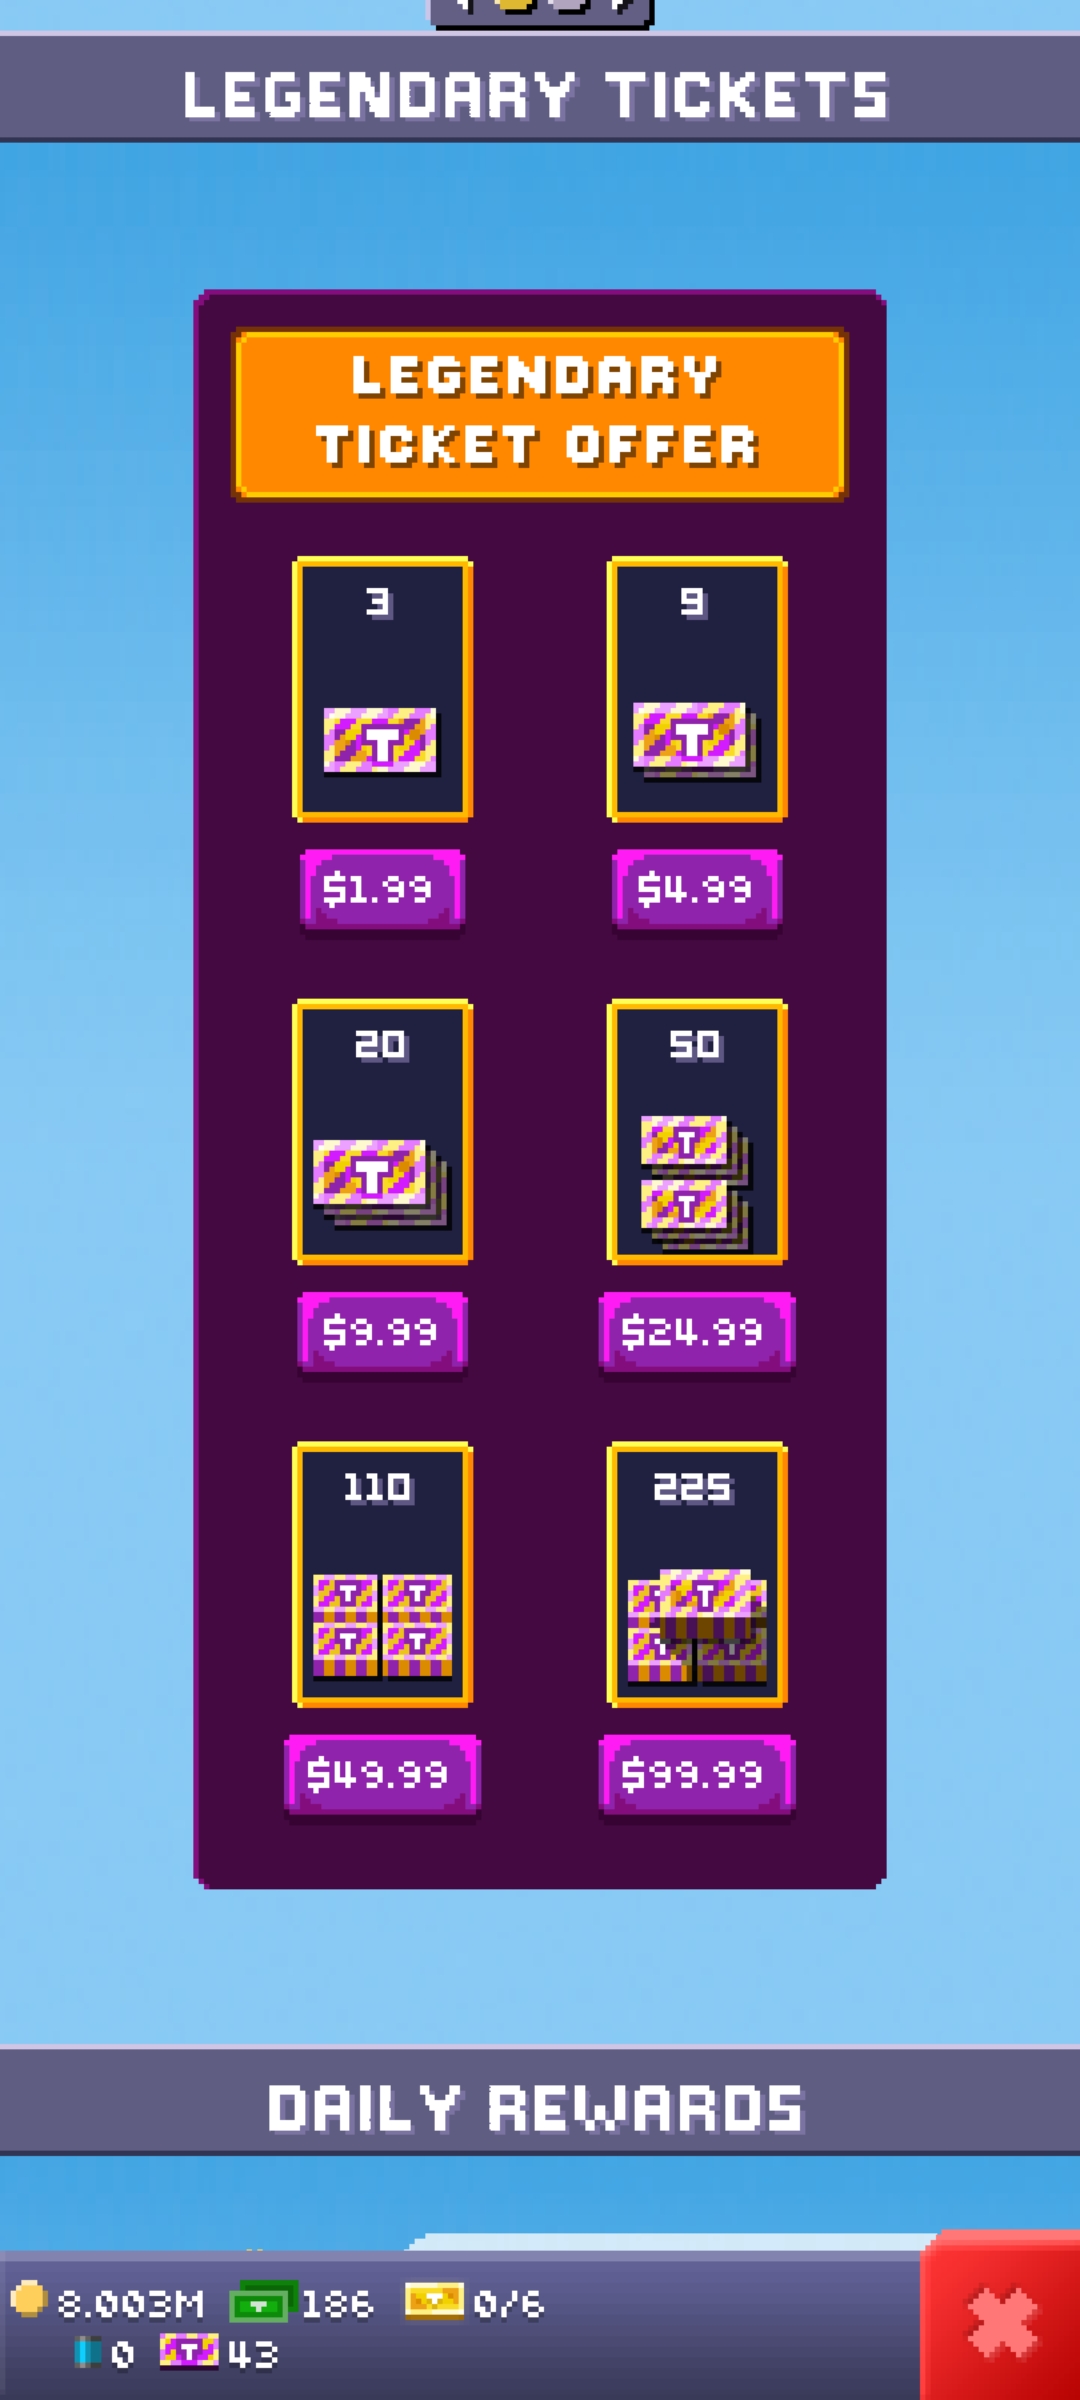 LEGENDARY TICKETS
LEGENDARY
TICKET OFFER
3
9
T
T
$1.99
$4.99
20
50
T
T
T
$9.99
$24.99
110
225
T T
T
T T
$49.99
$99.99
DAILY REWARDS
8.003M 186 0/6
0 T 43